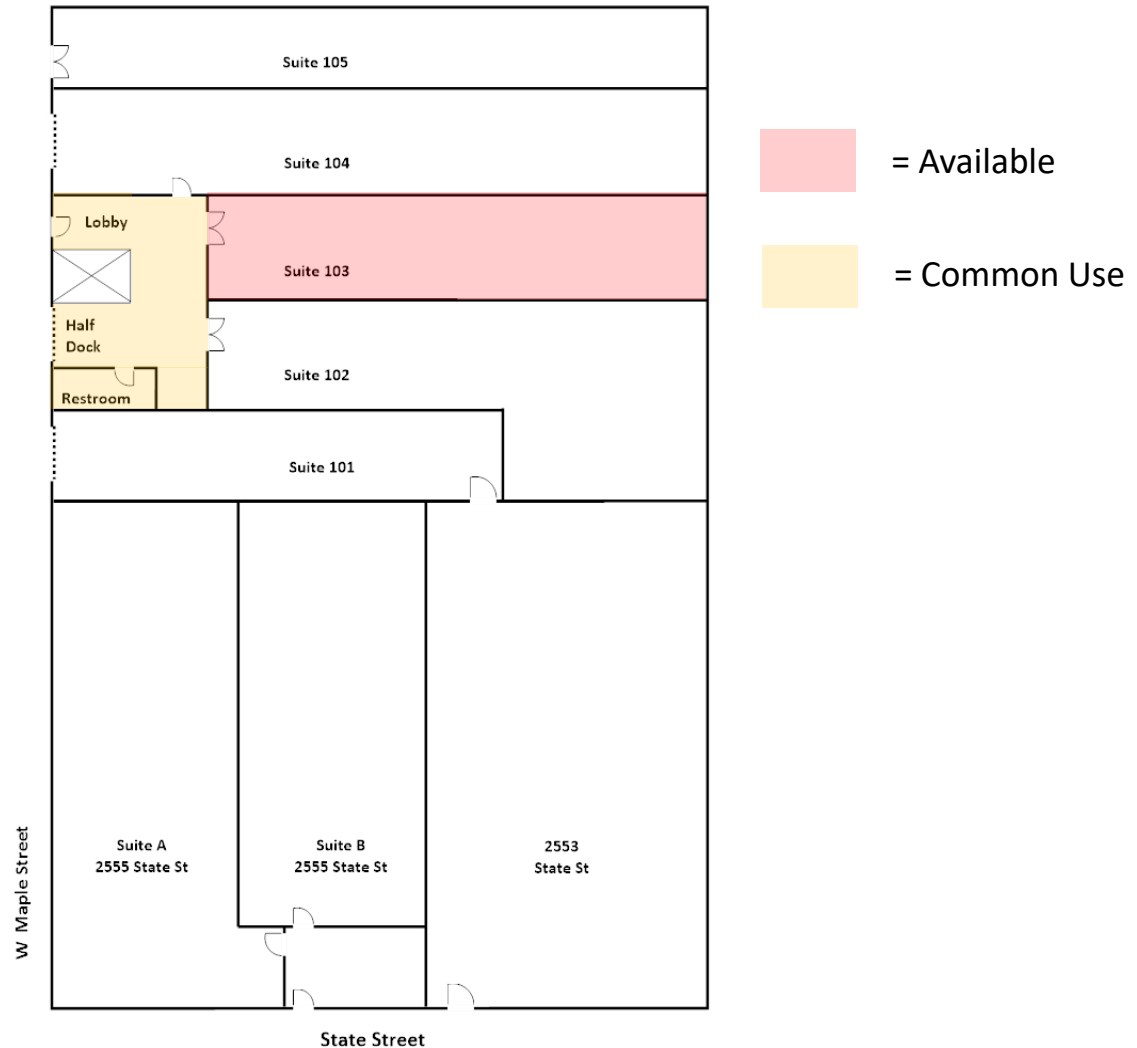 Suite 105
Suite 104
= Available
Lobby
Suite 103
= Common Use
Half
Dock
Suite 102
Restroom
Suite 101
Suite A
2555 State St
Suite B
2555 State St
2553
State St
W Maple Street
State Street